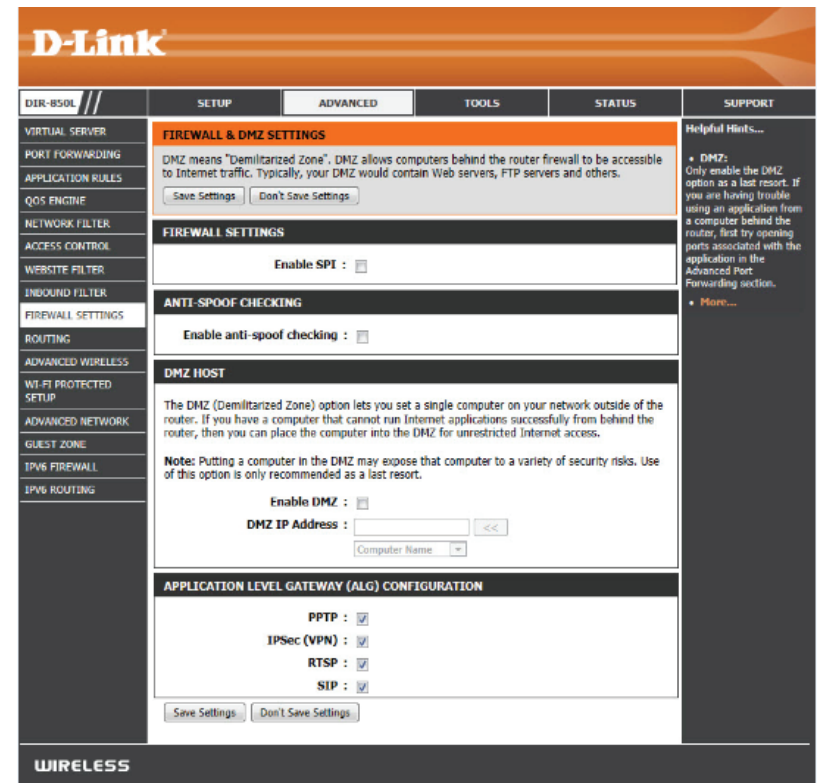 D-Link
DIR-850L
SETUP
ADVANCED
TOOLS
STATUS
SUPPORT
VIRTUAL SERVER
PORT FORWARDING
APPLICATION RULES
QOS ENGINE
NETWORK FILTER
ACCESS CONTROL
WEBSITE FILTER
INBOUND FILTER
FIREWALL SETTINGS
ROUTING
ADVANCED WIRELESS
WI-FI PROTECTED
SETUP
ADVANCED NETWORK
GUEST ZONE
IPV6 FIREWALL
IPV6 ROUTING
FIREWALL & DMZ SETTINGS
DMZ means "Demilitarized Zone". DMZ allows computers behind the router firewall to be accessible
to Internet traffic. Typically, your DMZ would contain Web servers, FTP servers and others.
Save Settings Don't Save Settings
FIREWALL SETTINGS
Enable SPI :
ANTI-SPOOF CHECKING
Enable anti-spoof checking :
DMZ HOST
The DMZ (Demilitarized Zone) option lets you set a single computer on your network outside of the
router. If you have a computer that cannot run Internet applications successfully from behind the
router, then you can place the computer into the DMZ for unrestricted Internet access.
Note: Putting a computer in the DMZ may expose that computer to a variety of security risks. Use
of this option is only recommended as a last resort.
Enable DMZ :
DMZ IP Address :
<<
Computer Name
APPLICATION LEVEL GATEWAY (ALG) CONFIGURATION
PPTP :
IPSec (VPN) :
RTSP :
SIP :
Save Settings Don't Save Settings
Helpful Hints...
• DMZ:
Only enable the DMZ
option as a last resort. If
you are having trouble
using an application from
a computer behind the
router, first try opening
ports associated with the
application in the
Advanced Port
Forwarding section.
• More...
WIRELESS